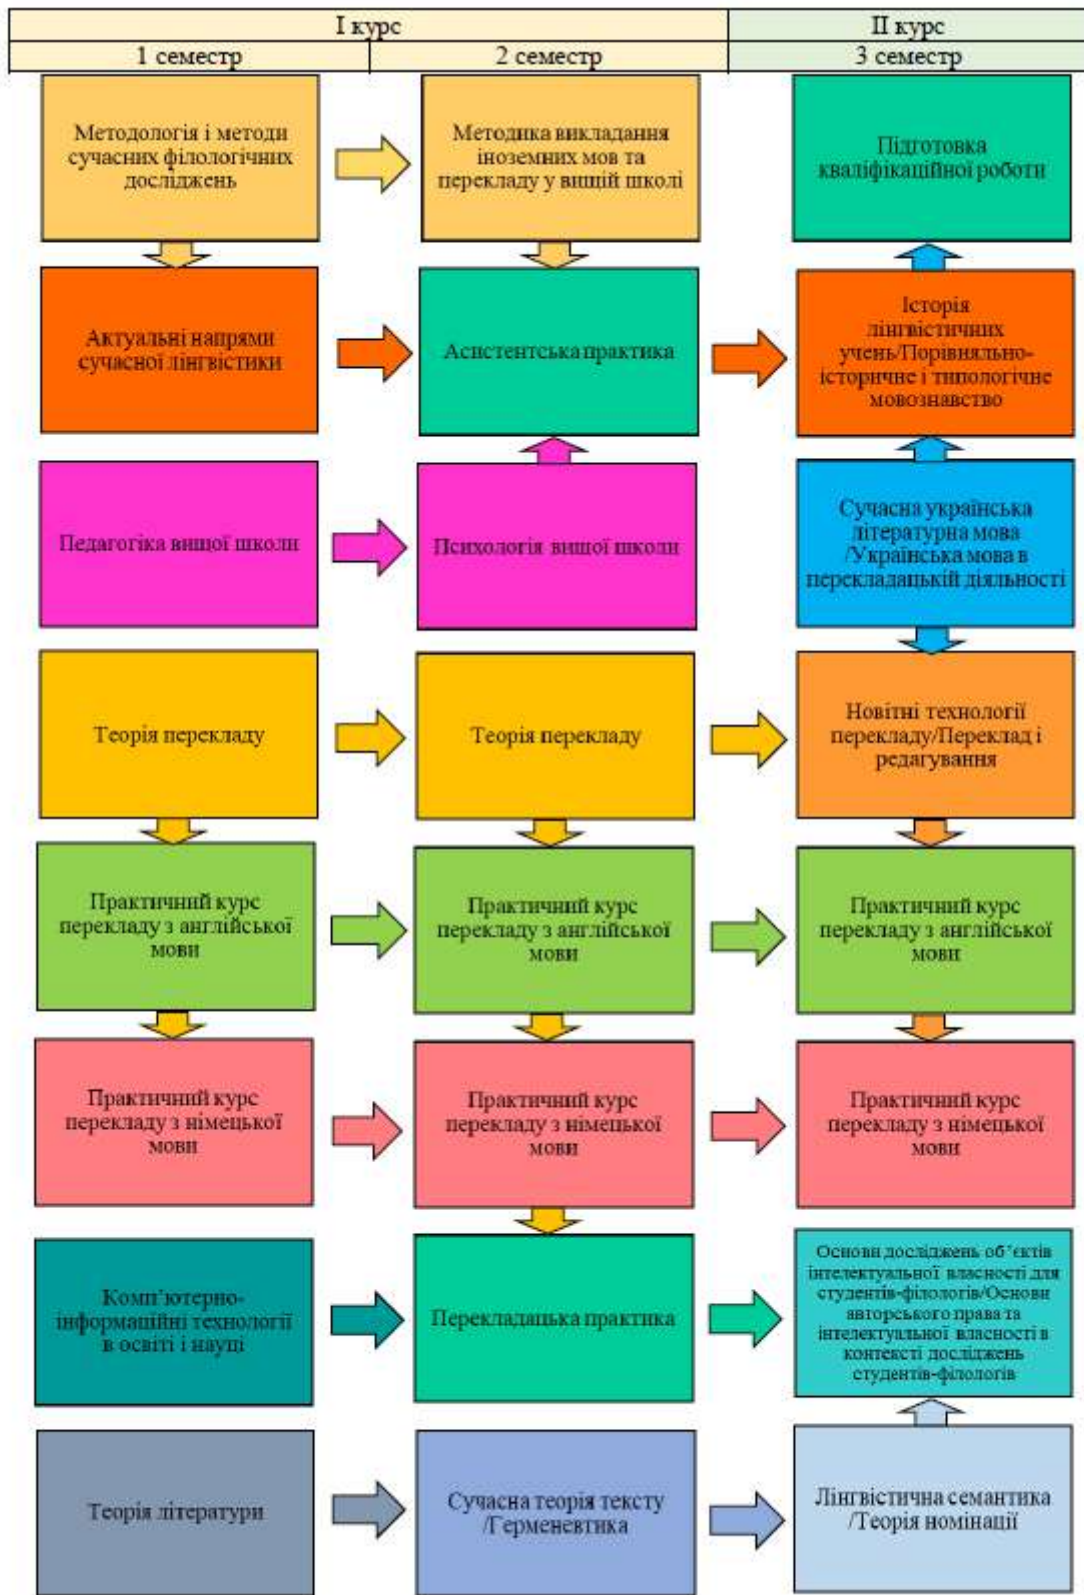 І курс
ІІ курс
1 семестр
2 семестр
3 семестр
Методологія і методи
сучасних філологічних
досліджень
Методика викладання
іноземних мов та
перекладу у вищій школі
Підготовка
кваліфікаційної роботи
Актуальні напрями
сучасної лінгвістики
Асистентська практика
Історія
лінгвістичних
учень/Порівняльно-
історичне і типологічне
мовознавство
Педагогіка вищої школи
Психологія вищої школи
Сучасна українська
літературна мова
/Українська мова в
перекладацькій діяльності
Теорія перекладу
Теорія перекладу
Новітні технології
перекладу/Переклад і
редагування
Практичний курс
перекладу з англійської
мови
Практичний курс
перекладу з англійської
мови
Практичний курс
перекладу з англійської
мови
Практичний курс
перекладу з німецької
мови
Практичний курс
перекладу з німецької
мови
Практичний курс
перекладу з німецької
мови
Комп’ютерно-
інформаційні технології
в освіті і науці
Перекладацька практика
Основи досліджень об’єктів
інтелектуальної власності для
студентів-філологів/Основи
авторського права та
інтелектуальної власності в
контексті досліджень
студентів-філологів
Теорія літератури
Сучасна теорія тексту
/Герменевтика
Лінгвістична семантика
/Теорія номінації